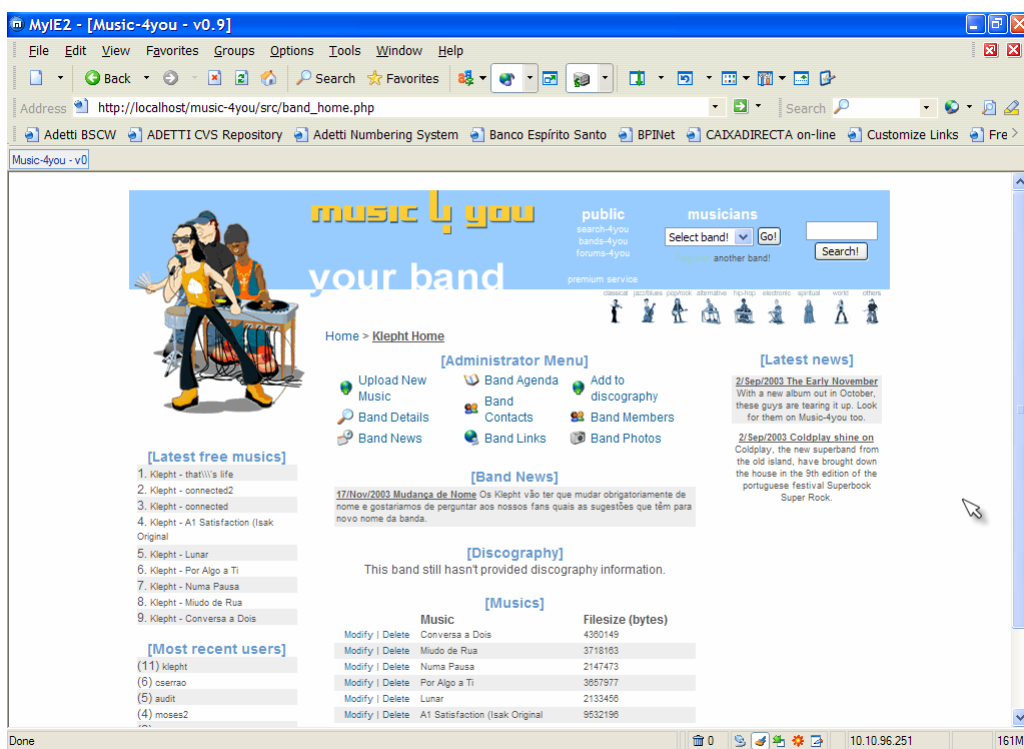 MyIE2 - [Music-4you - v0.9]
File Edit View Favorites Groups Options Tools Window Help
Back Search Favorites
Address http://localhost/music-4you/src/band_home.php Search
Adetti BSCW ADETTI CVS Repository Adetti Numbering System Banco Espírito Santo BPINet CAIXADIRECTA on-line Customize Links Fre
Music-4you - v0
music 4 you
your band
public
search-4you
bands-4you
forums-4you
premium service
musicians
Select band! Go!
another band!
Search!
classical jazz/blues pop/rock alternative hip-hop electronic spiritual world others
Home > Klepht Home
[Administrator Menu]
Upload New Music
Band Agenda
Add to discography
Band Details
Band Contacts
Band Members
Band News
Band Links
Band Photos
[Latest news]
2/Sep/2003 The Early November
With a new album out in October,
these guys are tearing it up. Look
for them on Music-4you too.
2/Sep/2003 Coldplay shine on
Coldplay, the new superband from
the old island, have brought down
the house in the 9th edition of the
portuguese festival Superbook
Super Rock.
[Latest free musics]
1. Klepht - that\\\'s life
2. Klepht - connected2
3. Klepht - connected
4. Klepht - A1 Satisfaction (Isak
Original
5. Klepht - Lunar
6. Klepht - Por Algo a Ti
7. Klepht - Numa Pausa
8. Klepht - Miudo de Rua
9. Klepht - Conversa a Dois
[Most recent users]
(11) klepht
(6) cserrao
(5) audit
(4) moses2
[Band News]
17/Nov/2003 Mudança de Nome Os Klepht vão ter que mudar obrigatoriamente de
nome e gostariamos de perguntar aos nossos fans quais as sugestões que têm para
novo nome da banda.
[Discography]
This band still hasn't provided discography information.
[Musics]
Music Filesize (bytes)
Modify | Delete Conversa a Dois 4360149
Modify | Delete Miudo de Rua 3718163
Modify | Delete Numa Pausa 2147473
Modify | Delete Por Algo a Ti 3657977
Modify | Delete Lunar 2133456
Modify | Delete A1 Satisfaction (Isak Original 9532196
Done 0 10.10.96.251 161M